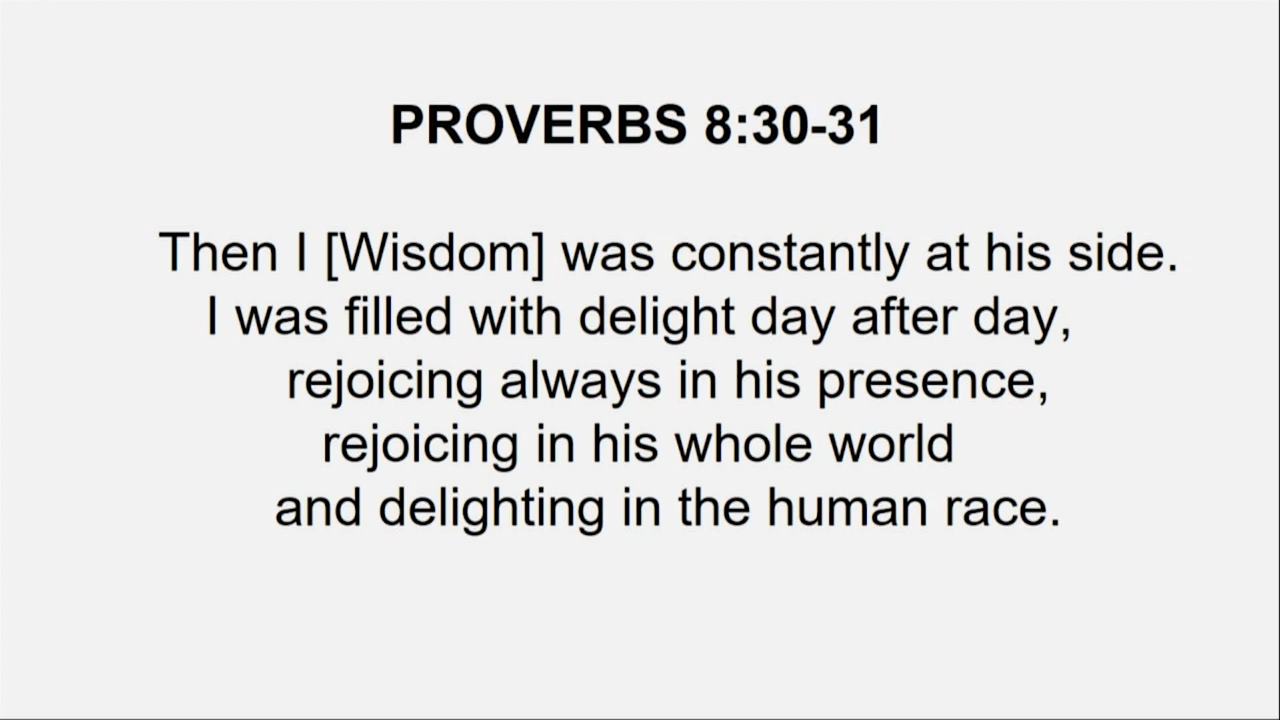 PROVERBS 8:30-31
Then I [Wisdom] was constantly at his side.
I was filled with delight day after day,
rejoicing always in his presence,
rejoicing in his whole world
and delighting in the human race.